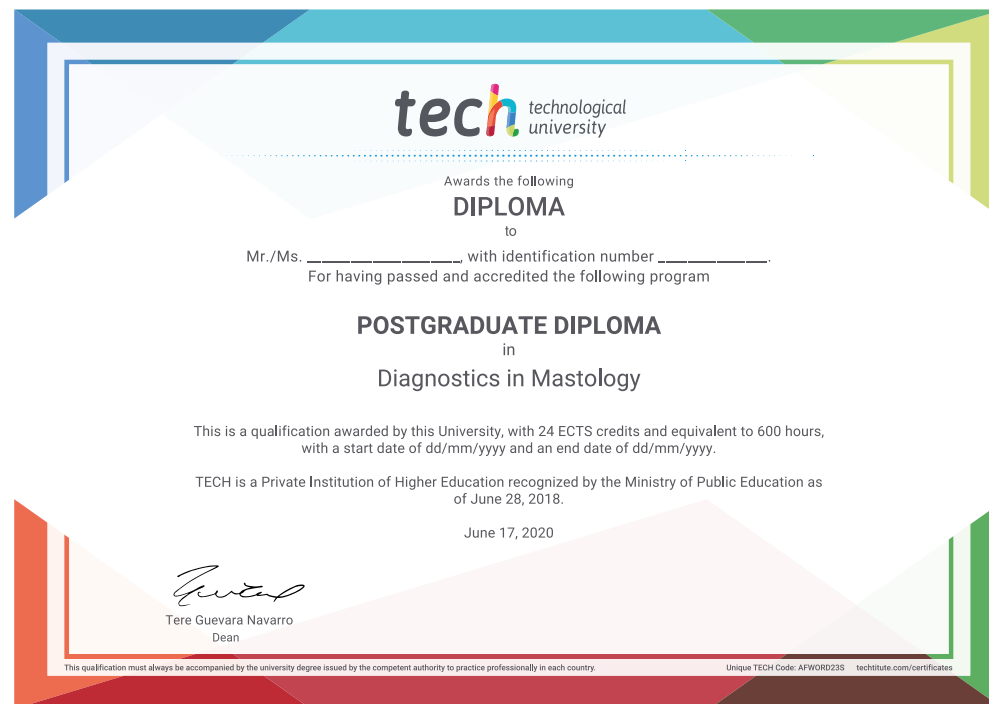 tech technological
university
Awards the following
DIPLOMA
to
Mr./Ms. ____________________, with identification number ______________.
For having passed and accredited the following program
POSTGRADUATE DIPLOMA
in
Diagnostics in Mastology
This is a qualification awarded by this University, with 24 ECTS credits and equivalent to 600 hours,
with a start date of dd/mm/yyyy and an end date of dd/mm/yyyy.
TECH is a Private Institution of Higher Education recognized by the Ministry of Public Education as
of June 28, 2018.
June 17, 2020
Tere Guevara Navarro
Dean
This qualification must always be accompanied by the university degree issued by the competent authority to practice professionally in each country.
Unique TECH Code: AFWORD23S techtitute.com/certificates